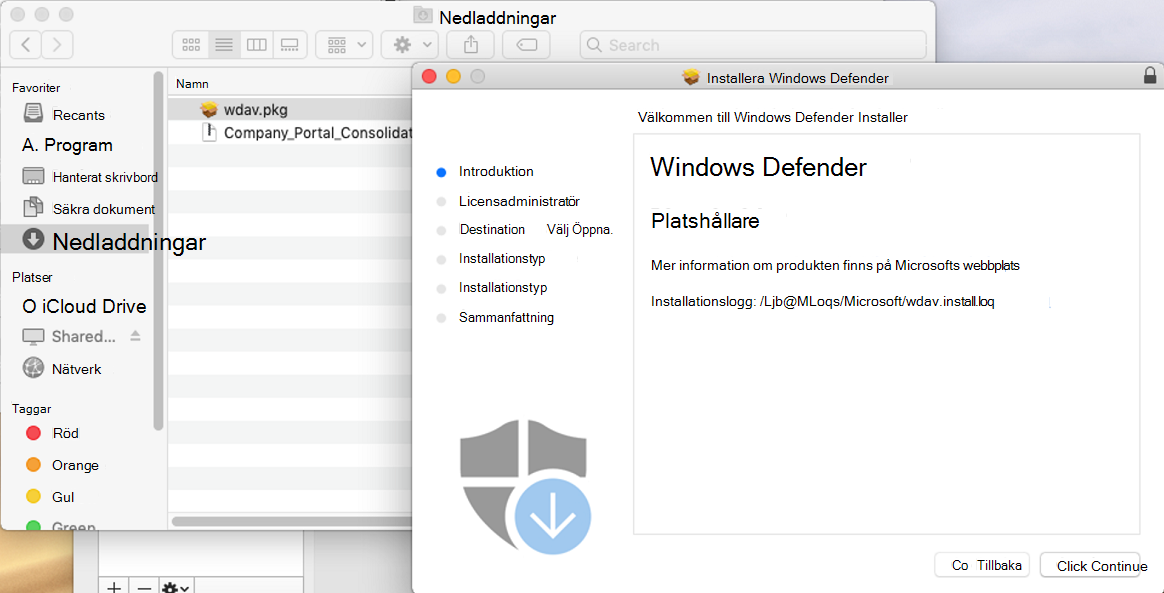 Nedladdningar
Search
Favoriter
Recants
A. Program
Hanterat skrivbord
Säkra dokument
Nedladdningar
Platser
O iCloud Drive
Shared...
Nätverk
Taggar
Röd
Orange
Gul
Green
Namn
wdav.pkg
Company_Portal_Consolidat
Installera Windows Defender
Välkommen till Windows Defender Installer
Introduktion
Licensadministratör
Destination Välj Öppna.
Installationstyp
Installationstyp
Sammanfattning
Windows Defender
Platshållare
Mer information om produkten finns på Microsofts webbplats
Installationslogg: /Ljb@MLoqs/Microsoft/wdav.install.loq
Co Tillbaka
Click Continue